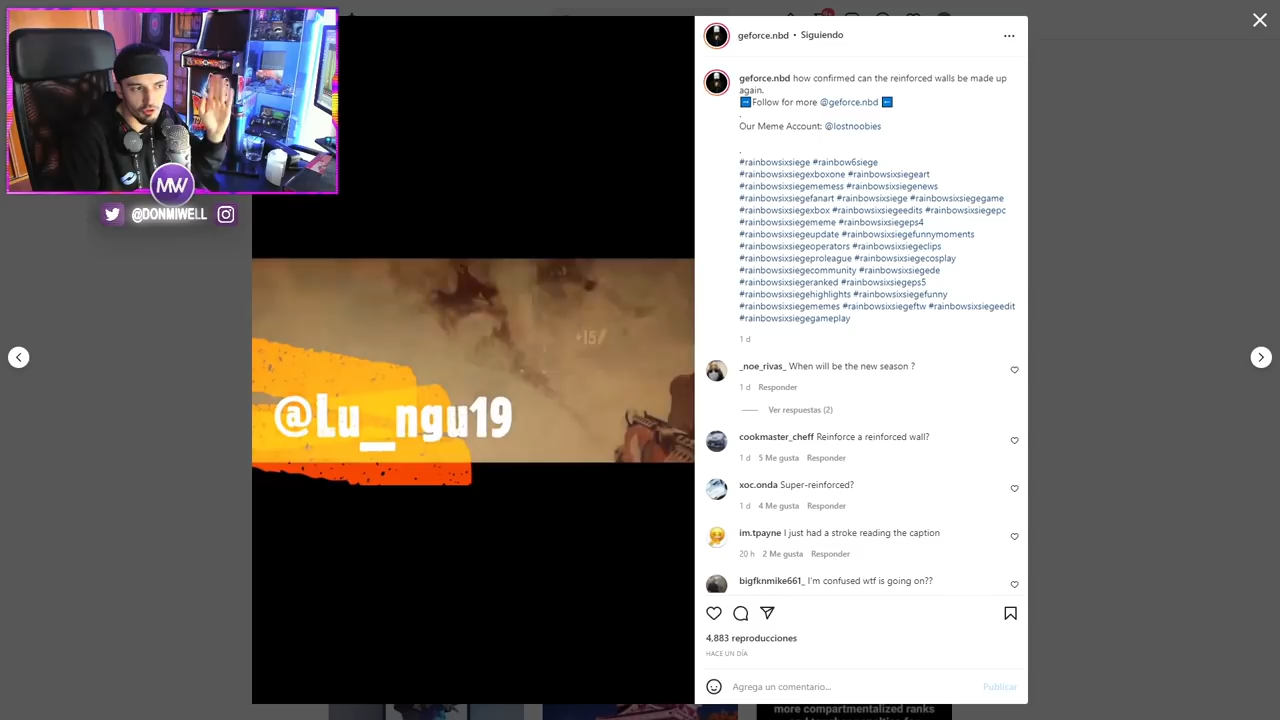 MW
@DONMIWELL
geforce.nbd • Siguiendo
geforce.nbd how confirmed can the reinforced walls be made up
again.
➡Follow for more @geforce.nbd ⬅
.
Our Meme Account: @lostnoobies
.
#rainbowsixsiege #rainbow6siege
#rainbowsixsiegexboxone #rainbowsixsiegeart
#rainbowsixsiegememess #rainbowsixsiegenews
#rainbowsixsiegefanart #rainbowsixsiege #rainbowsixsiegegame
#rainbowsixsiegexbox #rainbowsixsiegeedits #rainbowsixsiegepc
#rainbowsixsiegememe #rainbowsixsiegeps4
#rainbowsixsiegeupdate #rainbowsixsiegefunnymoments
#rainbowsixsiegeoperators #rainbowsixsiegeclips
#rainbowsixsiegeproleague #rainbowsixsiegecosplay
#rainbowsixsiegecommunity #rainbowsixsiegede
#rainbowsixsiegeranked #rainbowsixsiegeps5
#rainbowsixsiegehighlights #rainbowsixsiegefunny
#rainbowsixsiegememes #rainbowsixsiegeftw #rainbowsixsiegeedit
#rainbowsixsiegegameplay
1 d
_noe_rivas_ When will be the new season ?
1 d Responder
Ver respuestas (2)
cookmaster_cheff Reinforce a reinforced wall?
1 d 5 Me gusta Responder
xoc.onda Super-reinforced?
1 d 4 Me gusta Responder
im.tpayne I just had a stroke reading the caption
20 h 2 Me gusta Responder
bigfknmike661_ I'm confused wtf is going on??
4,883 reproducciones
HACE UN DÍA
Agrega un comentario...
Publicar
+15/
@Lu_ngu19
more compartmentalized ranks